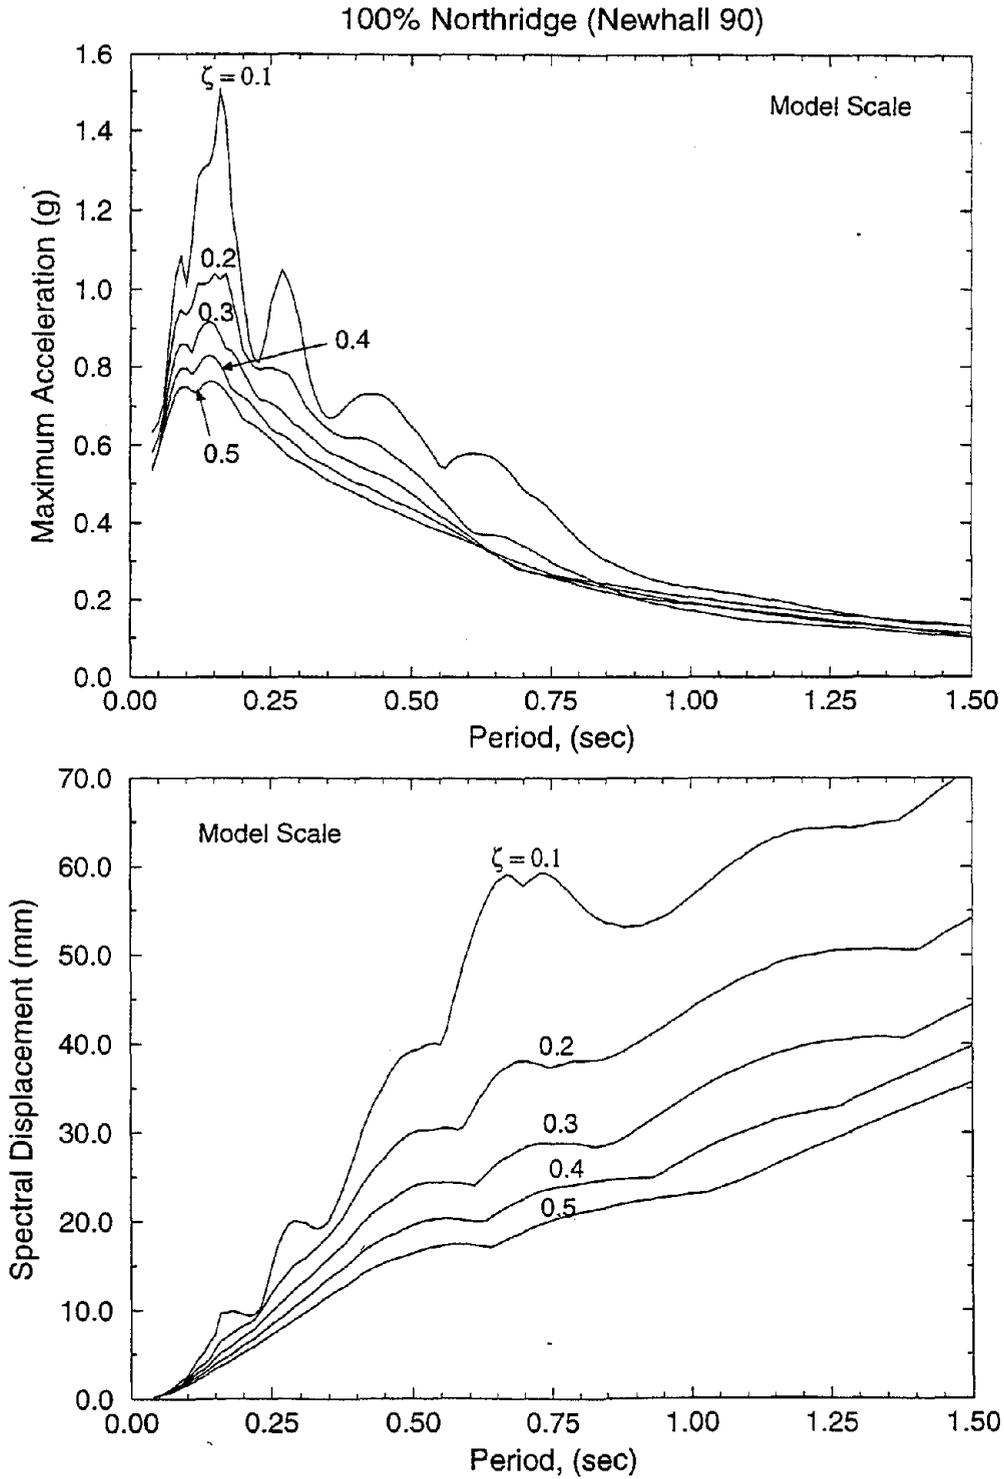 100% Northridge (Newhall 90)
1.6
ζ = 0.1
Model Scale
1.4
1.2
0.2
1.0
0.3
0.4
0.8
0.6
0.5
0.4
0.2
0.0
Maximum Acceleration (g)
0.00 0.25 0.50 0.75 1.00 1.25 1.50
Period, (sec)
70.0
Model Scale
ζ = 0.1
60.0
50.0
0.2
40.0
0.3
30.0
0.4
0.5
20.0
10.0
0.0
Spectral Displacement (mm)
0.00 0.25 0.50 0.75 1.00 1.25 1.50
Period, (sec)